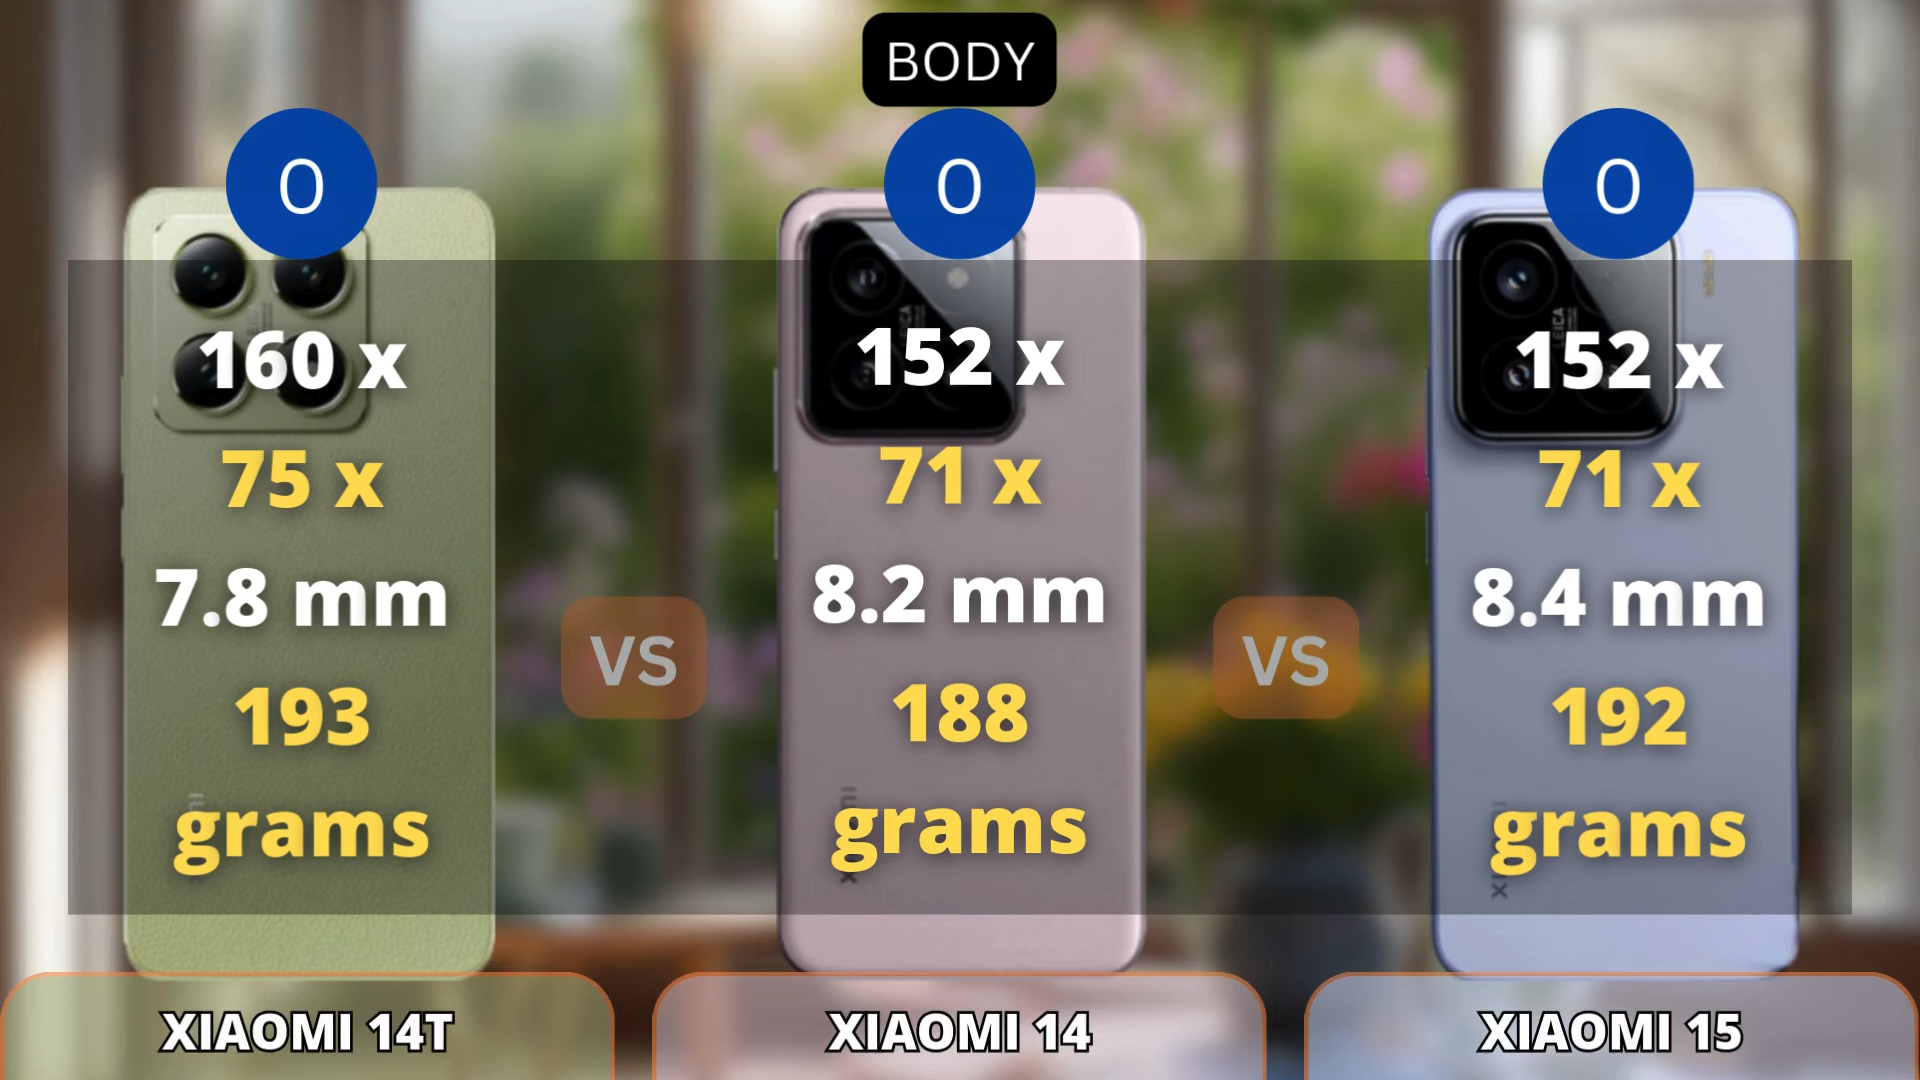 BODY
0
0
0
160 x
75 x
7.8 mm
193
grams
152 x
71 x
8.2 mm
188
grams
152 x
71 x
8.4 mm
192
grams
VS
VS
LEICA
XIAOMI 14T
XIAOMI 14
XIAOMI 15